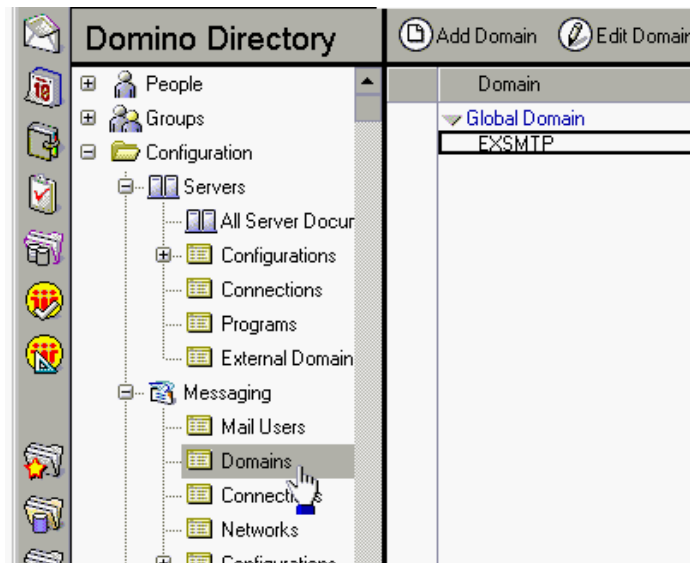 Domino Directory
Add Domain
Edit Domain
People
Groups
Configuration
Servers
All Server Docur
Configurations
Connections
Programs
External Domain
Messaging
Mail Users
Domains
Networks
Configurations
Domain
Global Domain
EXSMTP